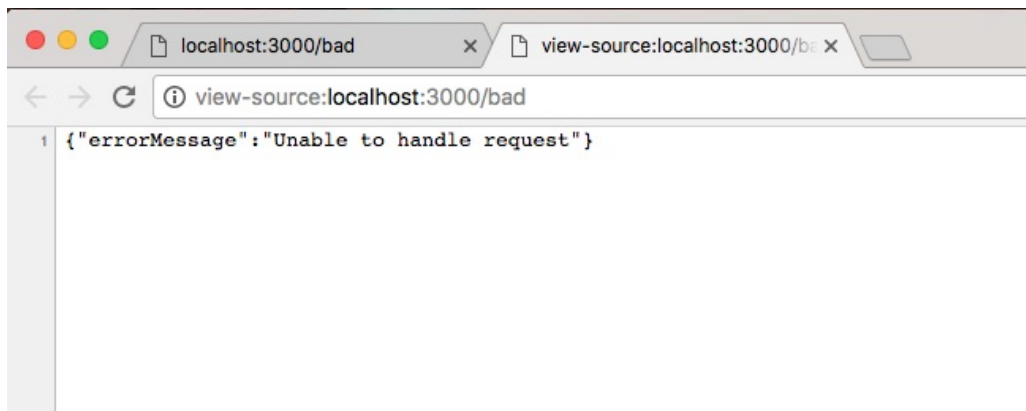 localhost:3000/bad
view-source:localhost:3000/ba
view-source:localhost:3000/bad
1 {"errorMessage":"Unable to handle request"}